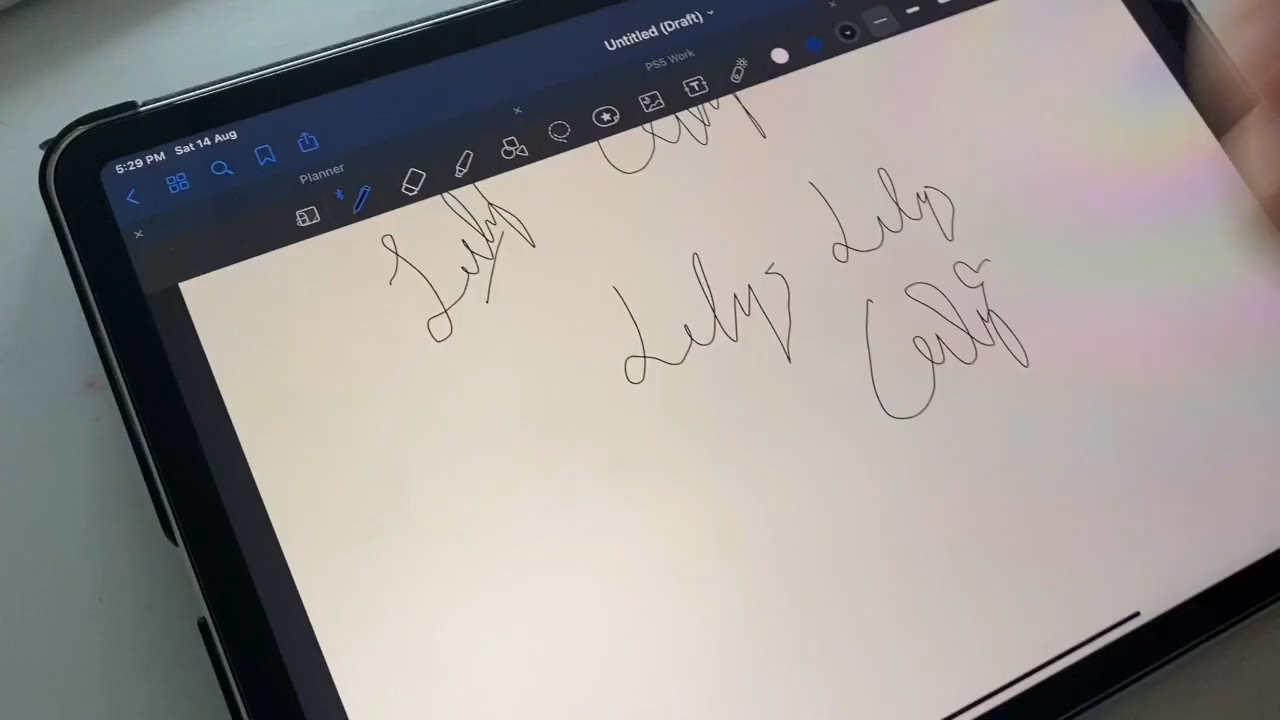 5:29 PM Sat 14 Aug
Untitled (Draft)
Planner
PS5 Work
Lily
Lily
Lily